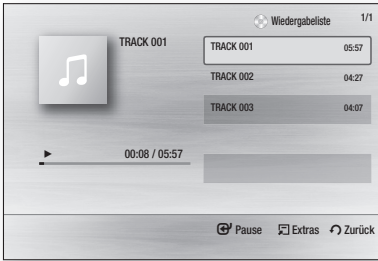 Wiedergabeliste 1/1
TRACK 001
TRACK 001 05:57
TRACK 002 04:27
TRACK 003 04:07
00:08 / 05:57
Pause Extras Zurück